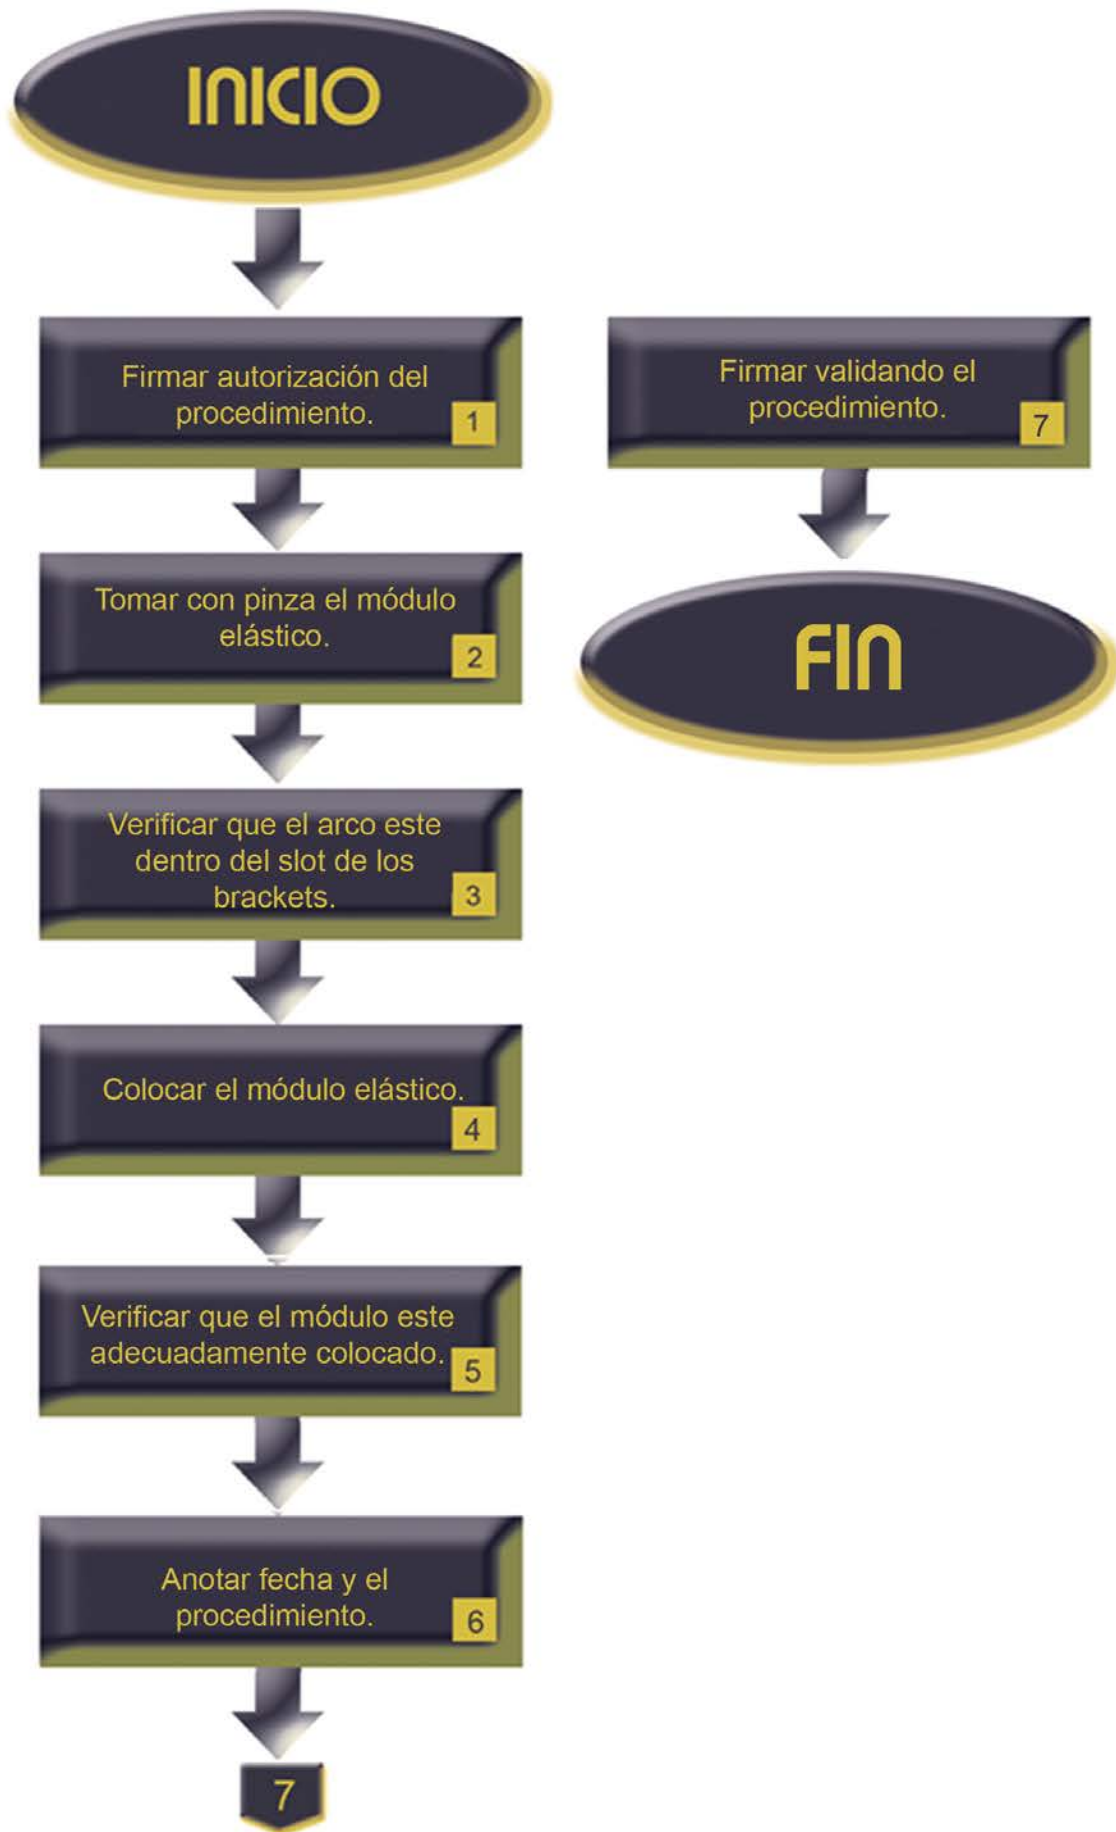 INICIO
Firmar autorización del
procedimiento.
1
Tomar con pinza el módulo
elástico.
2
Verificar que el arco este
dentro del slot de los
brackets.
3
Colocar el módulo elástico.
4
Verificar que el módulo este
adecuadamente colocado.
5
Anotar fecha y el
procedimiento.
6
7
Firmar validando el
procedimiento.
7
FIN